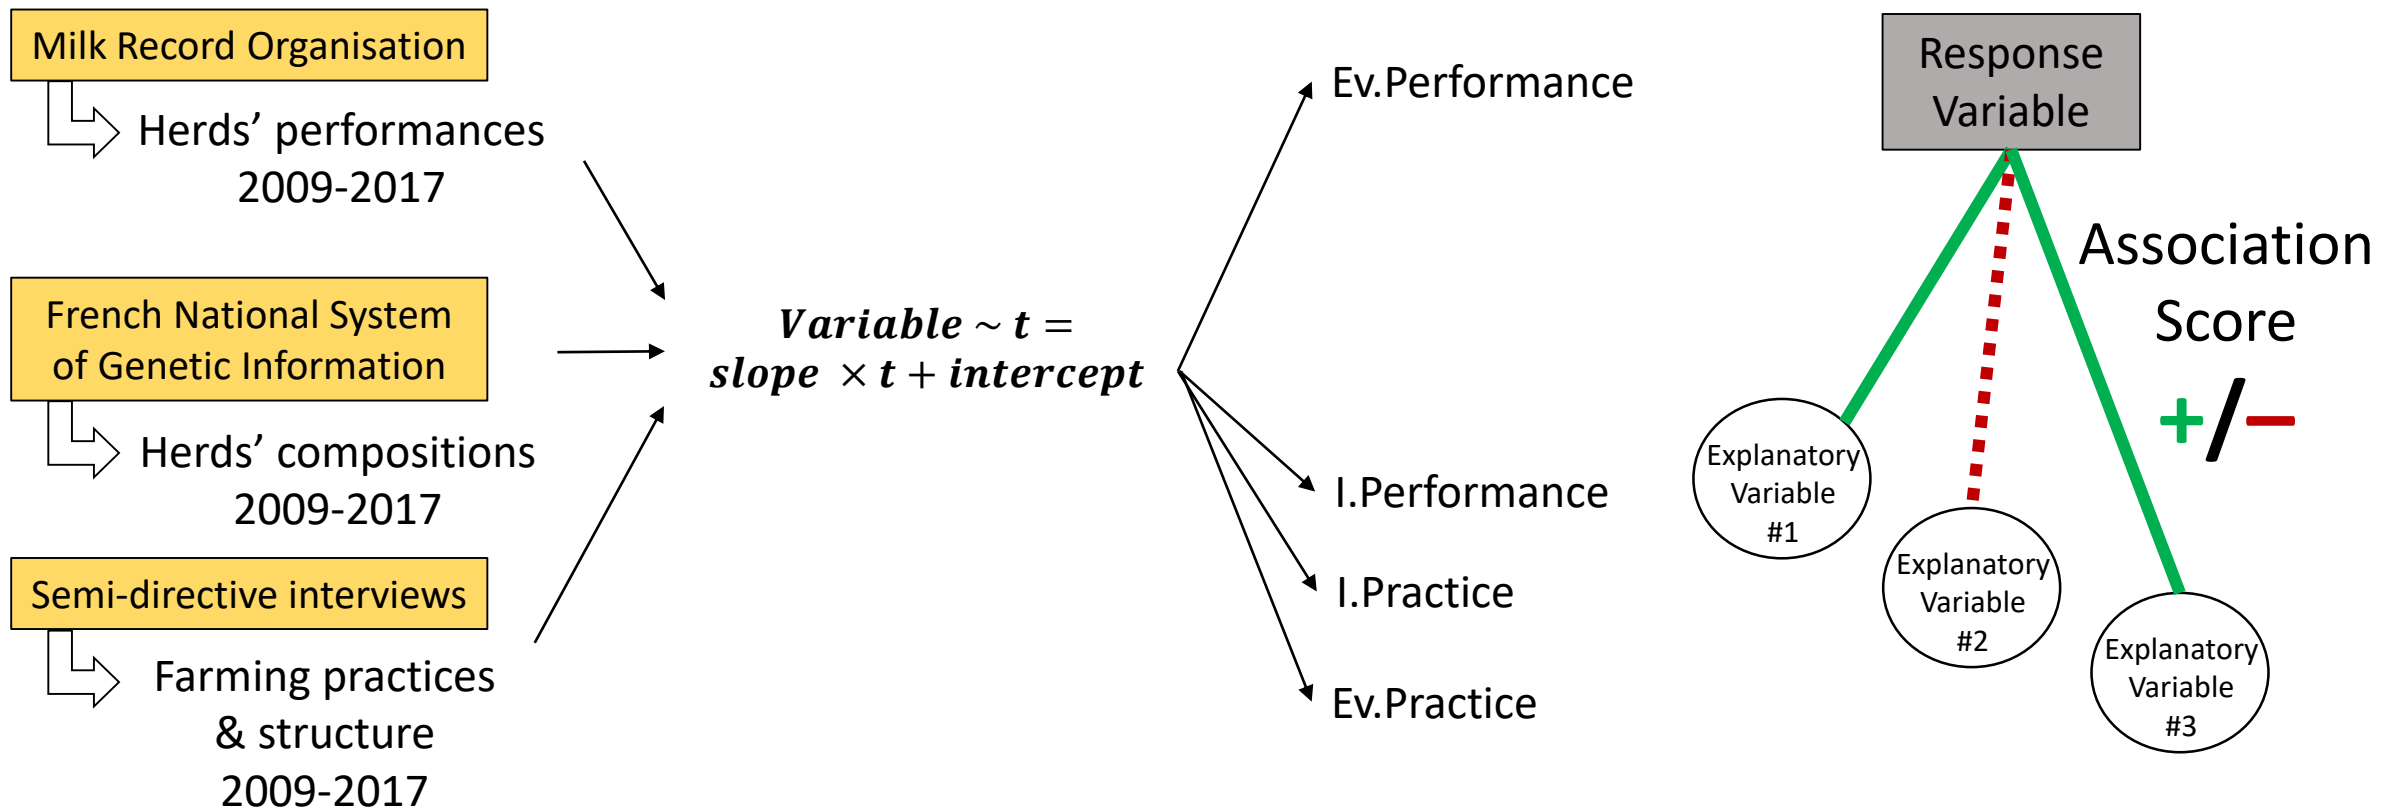 Milk Record Organisation
Herds’ performances
2009-2017
French National System
of Genetic Information
Herds’ compositions
2009-2017
Semi-directive interviews
Farming practices
& structure
2009-2017
Variable ~ t =
slope × t + intercept
Ev.Performance
I.Performance
I.Practice
Ev.Practice
Response
Variable
Association
Score
+/−
Explanatory
Variable
#1
Explanatory
Variable
#2
Explanatory
Variable
#3